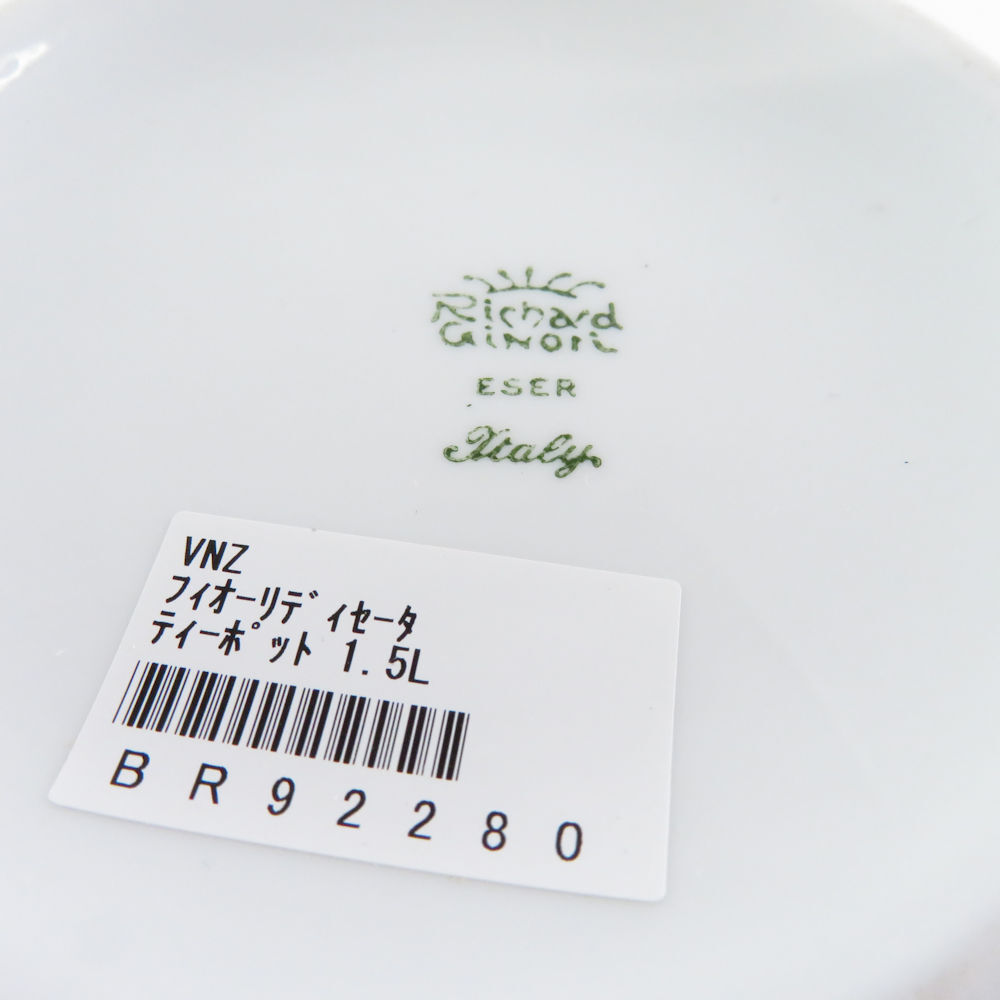 Richard
GINORI
ESER
Italy
VNZ
フィオーリディセータ
ティーポット 1.5L
BR92280